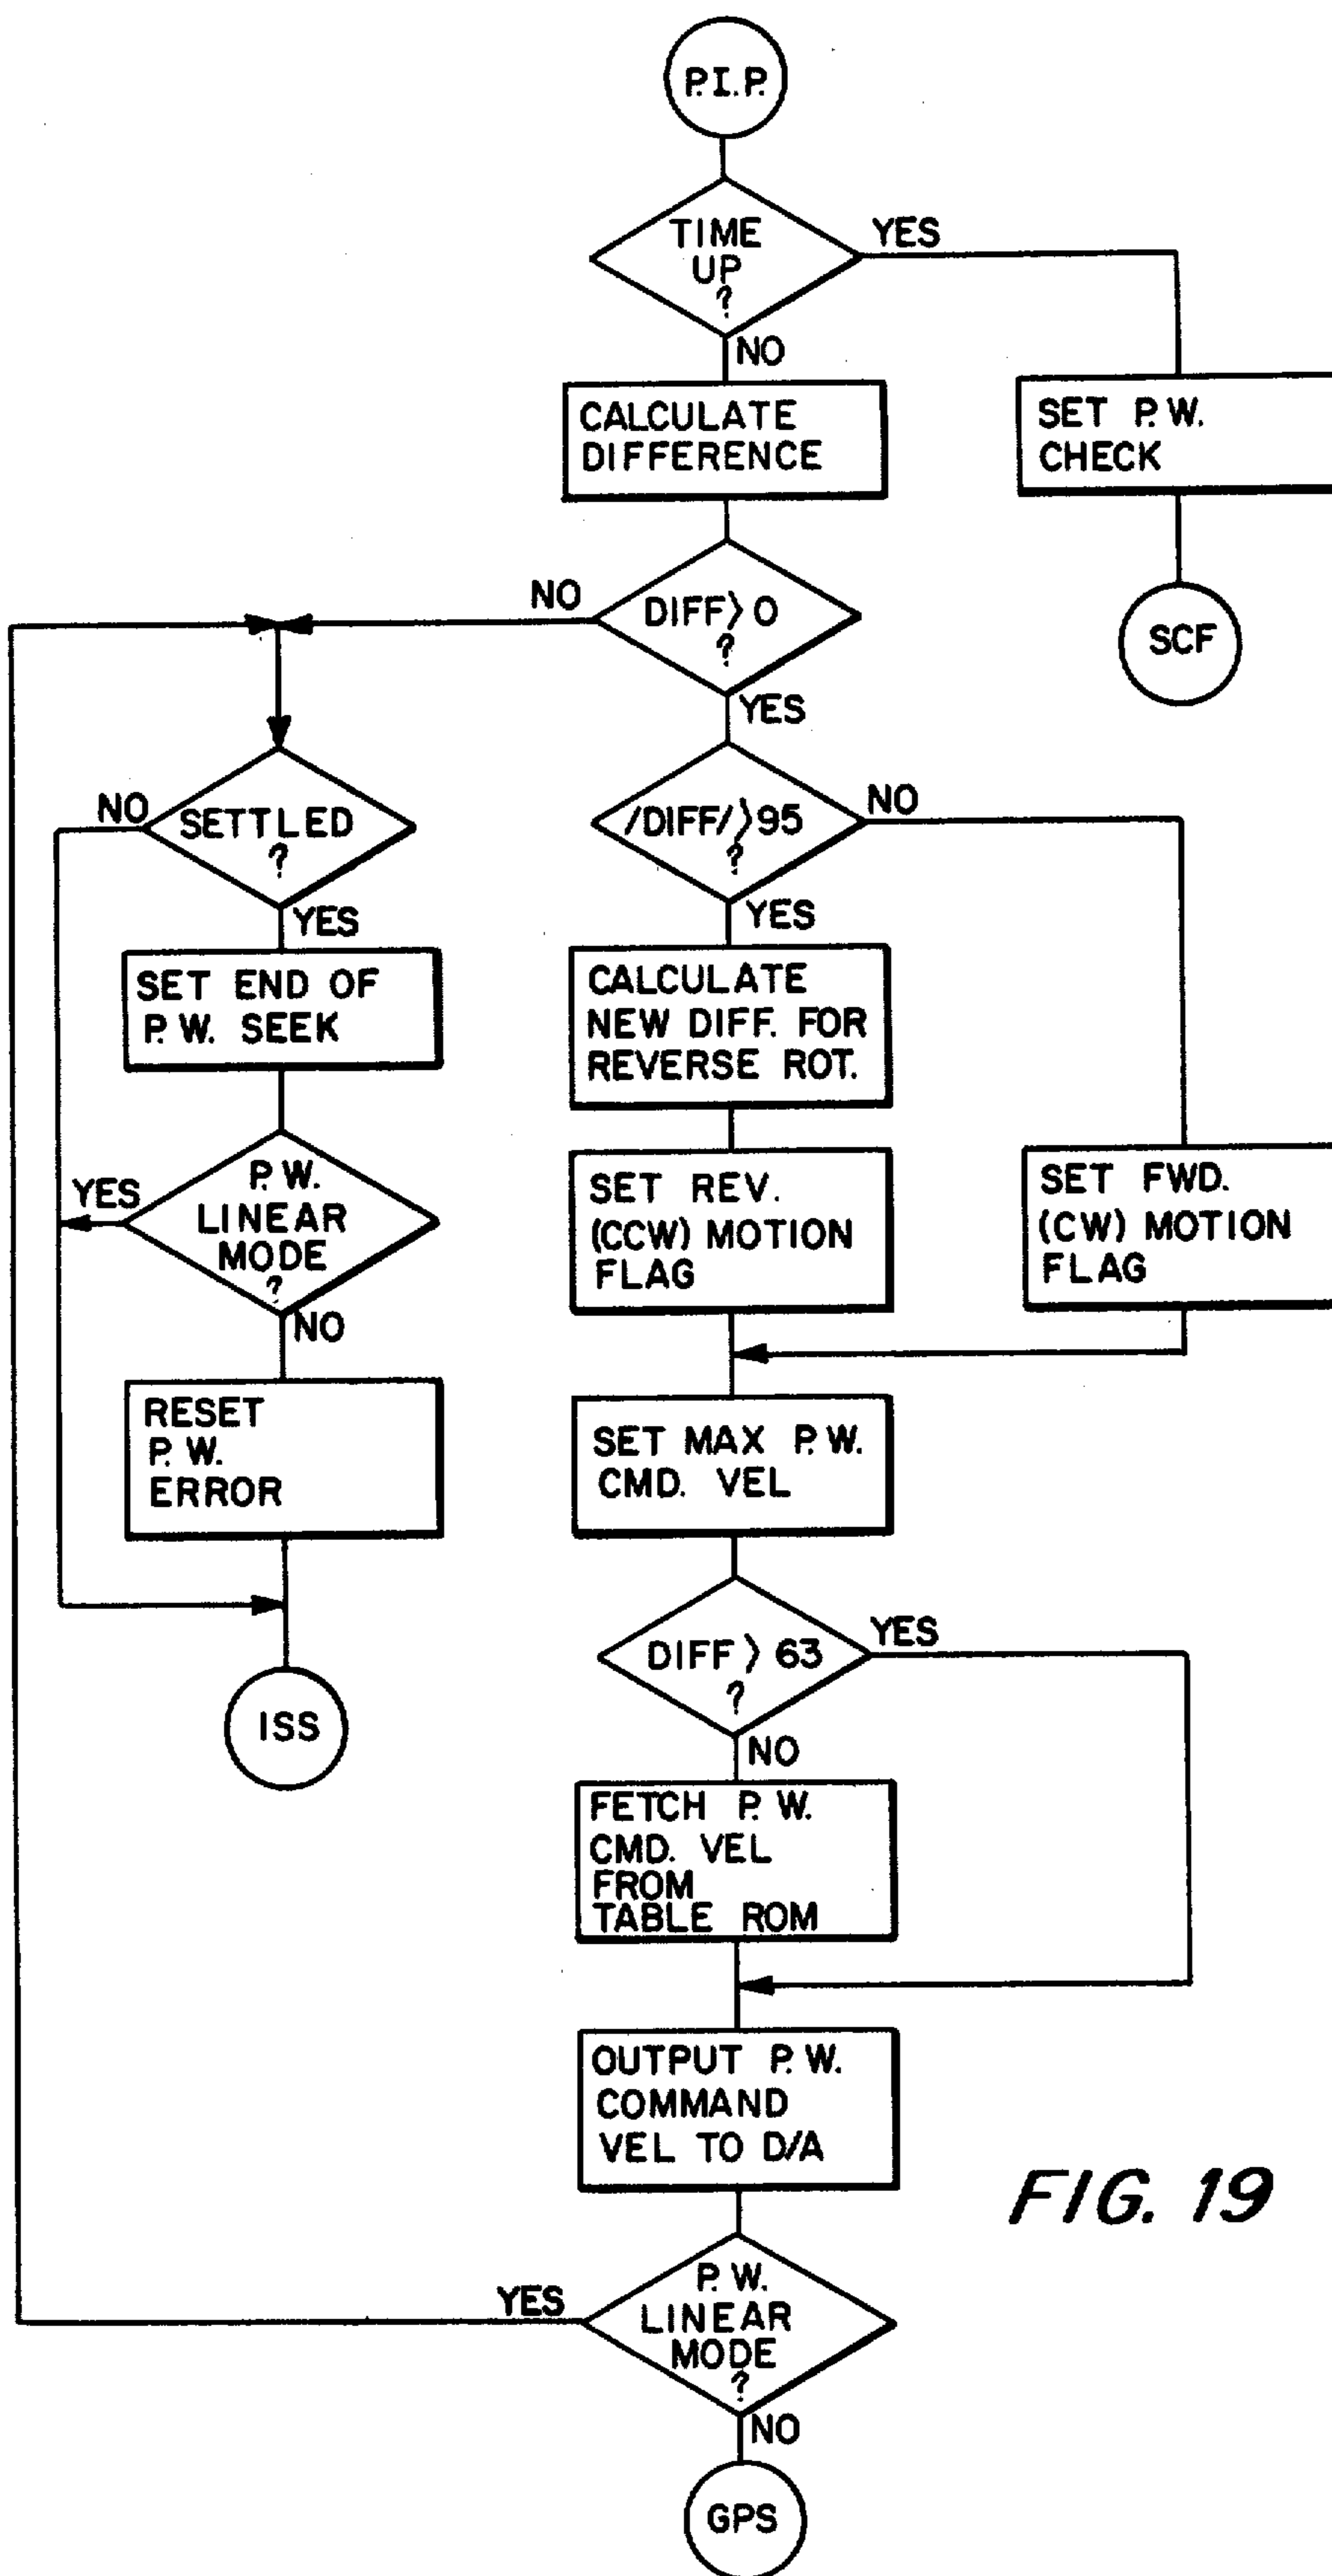 P.I.P.
TIME
UP
?
YES
NO
CALCULATE
DIFFERENCE
SET P.W.
CHECK
SCF
NO
DIFF〉0
?
YES
/DIFF/〉95
?
NO
YES
NO
SETTLED
?
YES
SET END OF
P.W. SEEK
YES
P.W.
LINEAR
MODE
?
NO
RESET
P.W.
ERROR
ISS
CALCULATE
NEW DIFF. FOR
REVERSE ROT.
SET REV.
(CCW) MOTION
FLAG
SET FWD.
(CW) MOTION
FLAG
SET MAX P.W.
CMD. VEL
DIFF 〉 63
?
YES
NO
FETCH P.W.
CMD. VEL
FROM
TABLE ROM
OUTPUT P.W.
COMMAND
VEL TO D/A
YES
P.W.
LINEAR
MODE
?
NO
GPS
FIG. 19